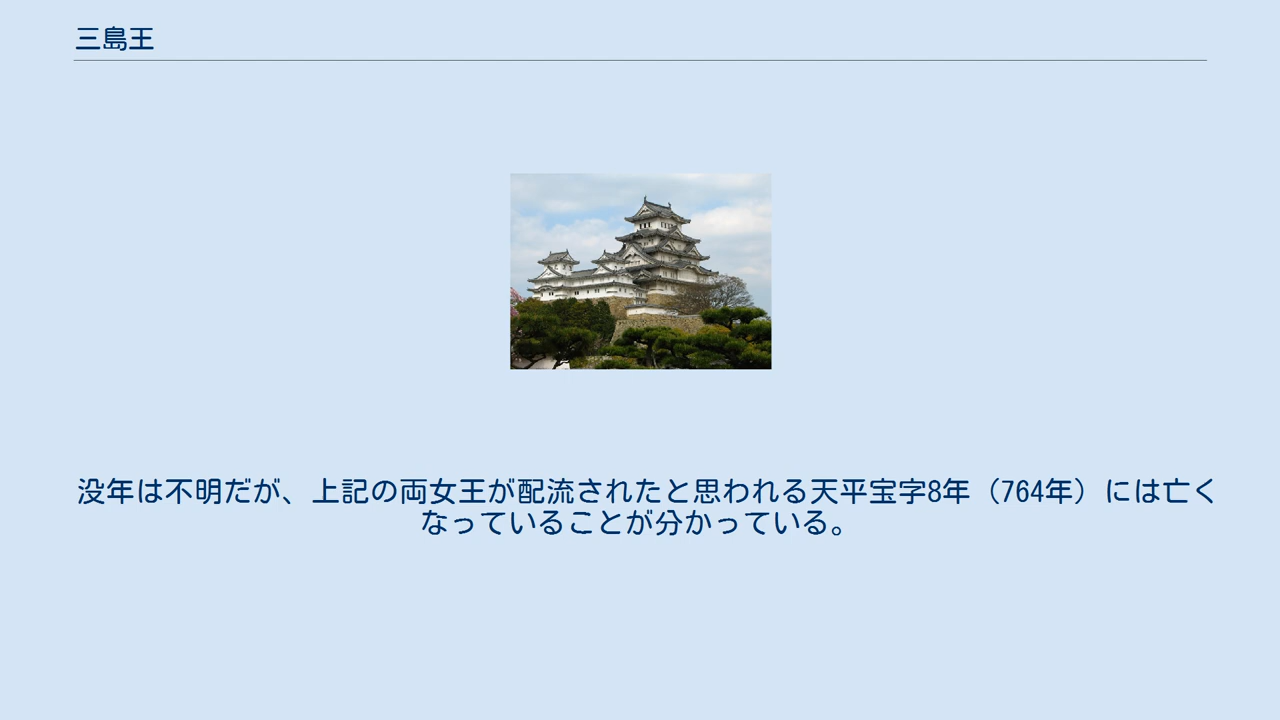 三島王
没年は不明だが、上記の両女王が配流されたと思われる天平宝字8年（764年）には亡く
なっていることが分かっている。